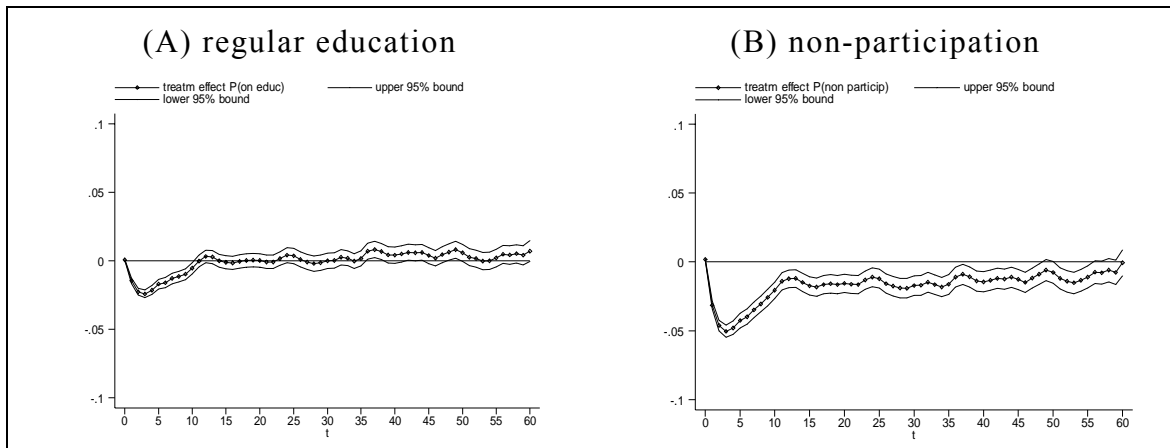 (A) regular education
treatm effect P(on educ)
upper 95% bound
lower 95% bound
.1
.05
0
-.05
-.1
0 5 10 15 20 25 30 35 40 45 50 55 60
t
(B) non-participation
treatm effect P(non particip)
upper 95% bound
lower 95% bound
.1
.05
0
-.05
-.1
0 5 10 15 20 25 30 35 40 45 50 55 60
t